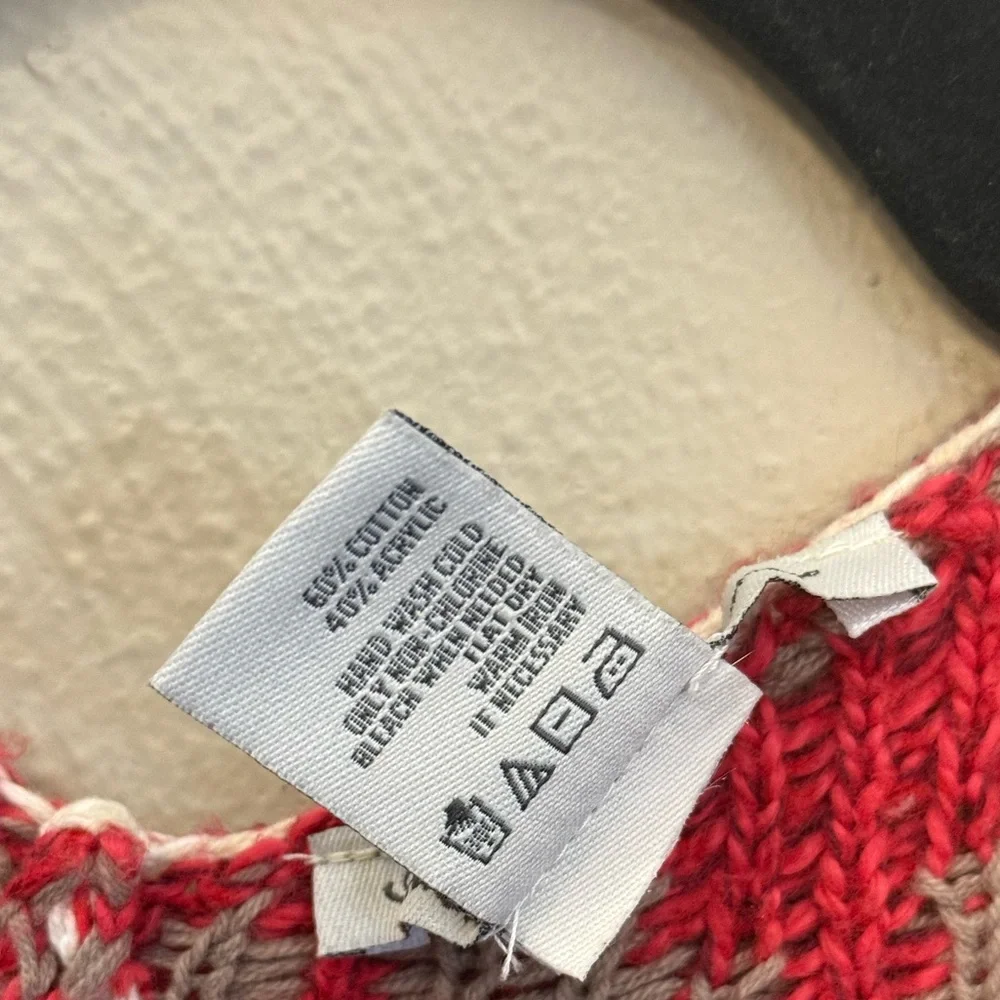 60% COTTON
40% ACRYLIC
HAND WASH COLD
ONLY NON-CHLORINE
BLEACH WHEN NEEDED
FLAT DRY
WARM IRON
IF NECESSARY